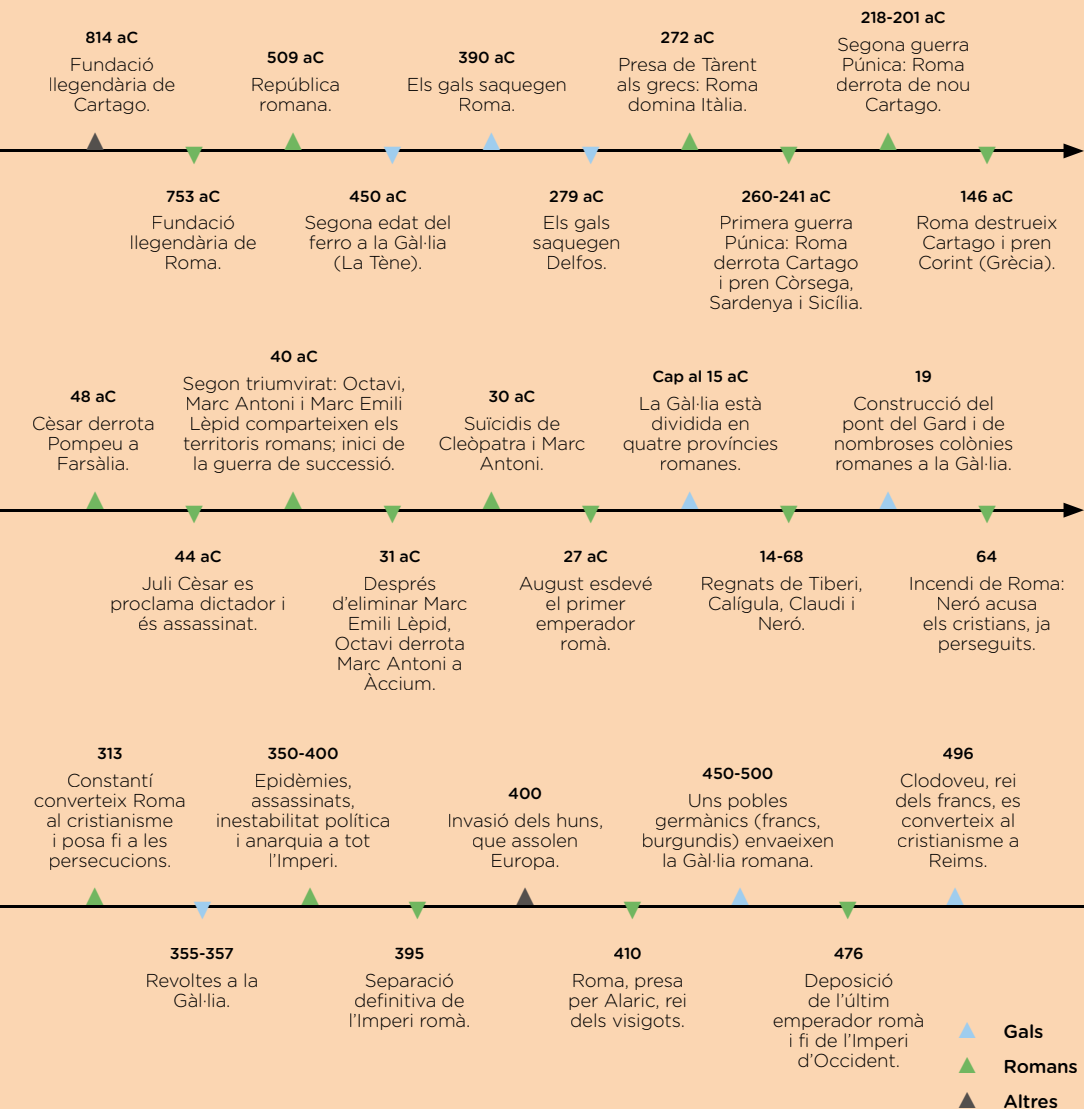 814 aC
Fundació
llegendària de
Cartago.
753 aC
Fundació
llegendària de
Roma.
509 aC
República
romana.
450 aC
Segona edat del
ferro a la Gàl·lia
(La Tène).
390 aC
Els gals saquegen
Roma.
279 aC
Els gals
saquegen
Delfos.
272 aC
Presa de Tàrent
als grecs: Roma
domina Itàlia.
260-241 aC
Primera guerra
Púnica: Roma
derrota Cartago
i pren Còrsega,
Sardenya i Sicília.
218-201 aC
Segona guerra
Púnica: Roma
derrota de nou
Cartago.
146 aC
Roma destrueix
Cartago i pren
Corint (Grècia).
48 aC
Cèsar derrota
Pompeu a
Farsàlia.
44 aC
Juli Cèsar es
proclama dictador i
és assassinat.
40 aC
Segon triumvirat: Octavi,
Marc Antoni i Marc Emili
Lèpid comparteixen els
territoris romans; inici de
la guerra de successió.
31 aC
Després
d’eliminar Marc
Emili Lèpid,
Octavi derrota
Marc Antoni a
Àccium.
30 aC
Suïcidis de
Cleòpatra i Marc
Antoni.
27 aC
August esdevé
el primer
emperador
romà.
Cap al 15 aC
La Gàl·lia està
dividida en
quatre províncies
romanes.
14-68
Regnats de Tiberi,
Calígula, Claudi i
Neró.
19
Construcció del
pont del Gard i de
nombroses colònies
romanes a la Gàl·lia.
64
Incendi de Roma:
Neró acusa
els cristians, ja
perseguits.
313
Constantí
converteix Roma
al cristianisme
i posa fi a les
persecucions.
355-357
Revoltes a la
Gàl·lia.
350-400
Epidèmies,
assassinats,
inestabilitat política
i anarquia a tot
l’Imperi.
395
Separació
definitiva de
l’Imperi romà.
400
Invasió dels huns,
que assolen
Europa.
410
Roma, presa
per Alaric, rei
dels visigots.
450-500
Uns pobles
germànics (francs,
burgundis) envaeixen
la Gàl·lia romana.
476
Deposició
de l’últim
emperador romà
i fi de l’Imperi
d’Occident.
496
Clodoveu, rei
dels francs, es
converteix al
cristianisme a
Reims.
Gals
Romans
Altres